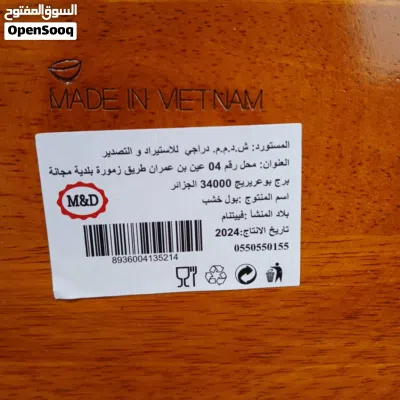 السوق المفتوح
OpenSooq
MADE IN VIETNAM
المستورد: ش.د.م.م. دراجي للاستيراد و التصدير
العنوان: محل رقم 04 عين بن عمران طريق زمورة بلدية مجانة
برج بوعريريج 34000 الجزائر
اسم المنتوج: بول خشب
بلاد المنشأ: فييتنام
تاريخ الانتاج: 2024
0550550155
M&D
8936004135214